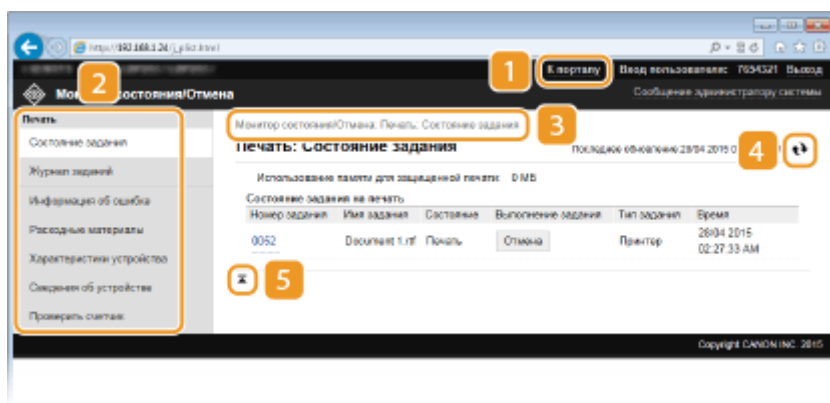 http://192.168.1.24/j_plist.html
1
К порталу
Вход пользователя: 7654321 Выход
2
Монитор состояния/Отмена
Сообщение администратору системы
Печать
Состояние задания
Журнал заданий
Информация об ошибке
Расходные материалы
Характеристики устройства
Сведения об устройстве
Проверить счетчик
Монитор состояния/Отмена: Печать: Состояние задания
3
Печать: Состояние задания
Последнее обновление 28/04 2015 0
4
Использование памяти для защищенной печати: 0 MB
Состояние задания на печать
Номер задания Имя задания Состояние Выполнение задания Тип задания Время
0052 Document 1.rtf Печать Отмена Принтер 28/04 2015
02:27:33 AM
5
Copyright CANON INC. 2015